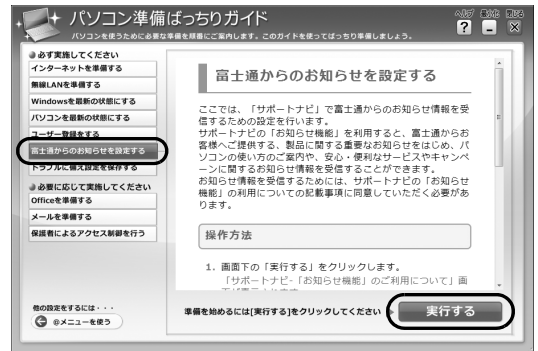 パソコン準備ばっちりガイド
パソコンを使うために必要な準備を順番にご案内します。このガイドを使ってばっちり準備しましょう。
ヘルプ 最小化 閉じる
必ず実施してください
インターネットを準備する
無線LANを準備する
Windowsを最新の状態にする
パソコンを最新の状態にする
ユーザー登録をする
富士通からのお知らせを設定する
トラブルに備え設定を保存する
必要に応じて実施してください
Officeを準備する
メールを準備する
保護者によるアクセス制御を行う
他の設定をするには・・・
@メニューを使う
富士通からのお知らせを設定する
ここでは、「サポートナビ」で富士通からのお知らせ情報を受
信するための設定を行います。
サポートナビの「お知らせ機能」を利用すると、富士通からお
客様へご提供する、製品に関する重要なお知らせをはじめ、パ
ソコンの使い方のご案内や、安心・便利なサービスやキャンペ
ーンに関するお知らせ情報を受信することができます。
お知らせ情報を受信するためには、サポートナビの「お知らせ
機能」の利用についての記載事項に同意していただく必要があ
ります。
操作方法
1. 画面下の「実行する」をクリックします。
「サポートナビ-「お知らせ機能」のご利用について」画
面が表示されます
準備を始めるには[実行する]をクリックしてください
実行する